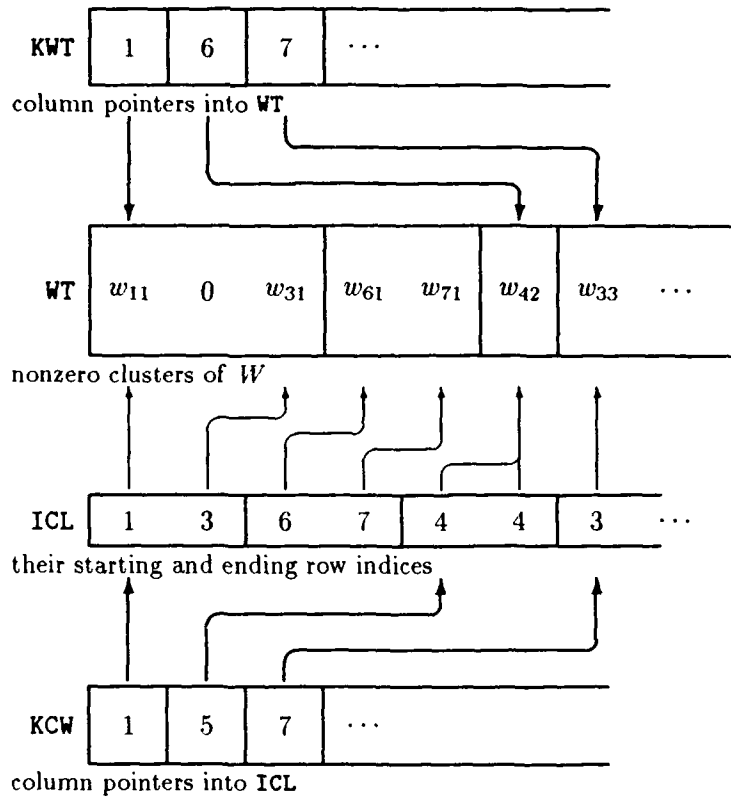 KWT 1 6 7 ···
column pointers into WT
WT w11 0 w31 w61 w71 w42 w33 ···
nonzero clusters of W
ICL 1 3 6 7 4 4 3 ···
their starting and ending row indices
KCW 1 5 7 ···
column pointers into ICL